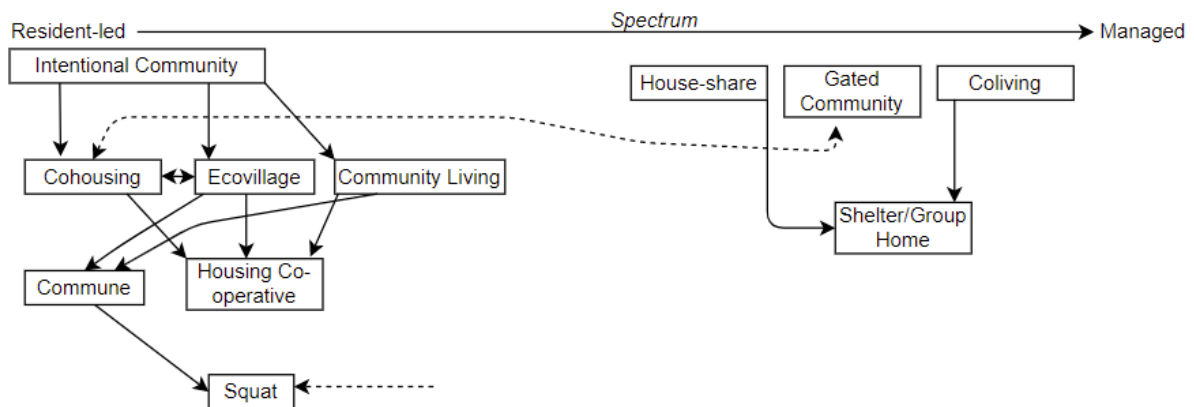 Spectrum
Resident-led
Managed
Intentional Community
House-share
Gated
Community
Coliving
Cohousing
Ecovillage
Community Living
Shelter/Group
Home
Commune
Housing Co-
operative
Squat